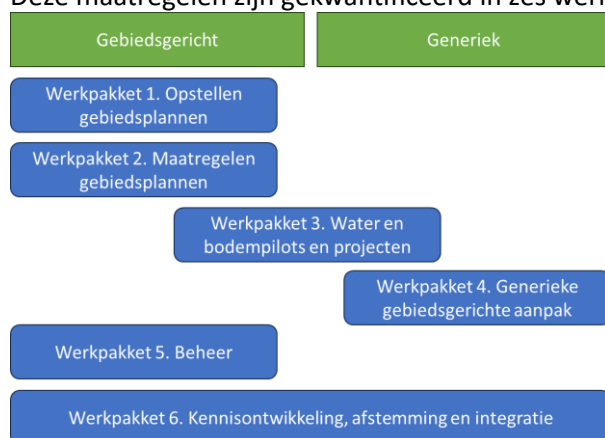 Deze maatregelen zijn gekwantificeerd in zes werk
Gebiedsgericht
Generiek
Werkpakket 1. Opstellen
gebiedsplannen
Werkpakket 2. Maatregelen
gebiedsplannen
Werkpakket 3. Water en
bodempilots en projecten
Werkpakket 4. Generieke
gebiedsgerichte aanpak
Werkpakket 5. Beheer
Werkpakket 6. Kennisontwikkeling, afstemming en integratie